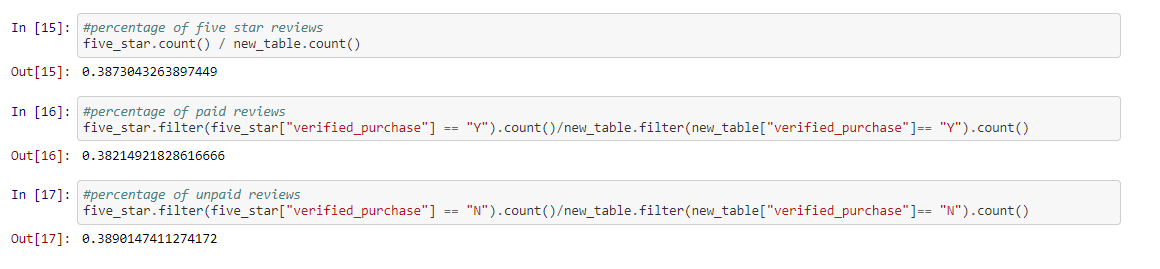 In [15]: #percentage of five star reviews
five_star.count() / new_table.count()
Out[15]: 0.3873043263897449
In [16]: #percentage of paid reviews
five_star.filter(five_star["verified_purchase"] == "Y").count()/new_table.filter(new_table["verified_purchase"]== "Y").count()
Out[16]: 0.38214921828616666
In [17]: #percentage of unpaid reviews
five_star.filter(five_star["verified_purchase"] == "N").count()/new_table.filter(new_table["verified_purchase"]== "N").count()
Out[17]: 0.3890147411274172